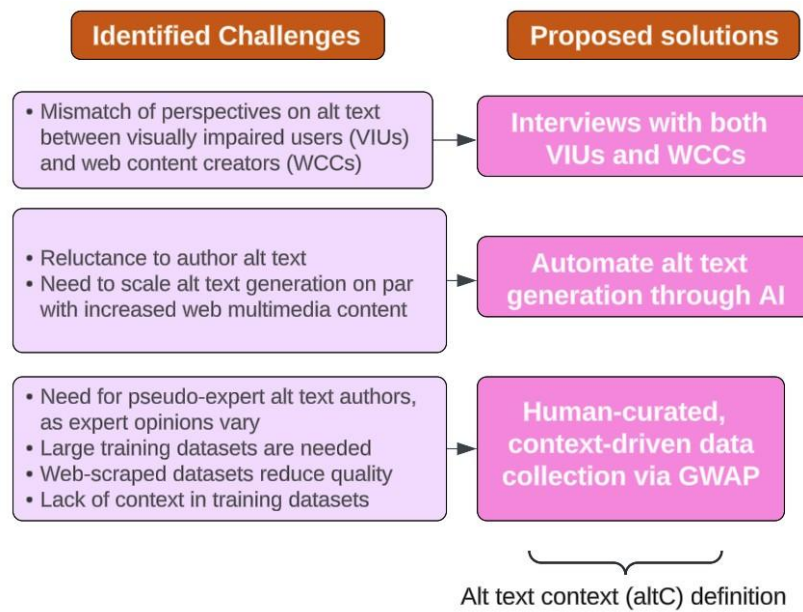 Identified Challenges
Proposed solutions
• Mismatch of perspectives on alt text
between visually impaired users (VIUs)
and web content creators (WCCs)
Interviews with both
VIUs and WCCs
• Reluctance to author alt text
• Need to scale alt text generation on par
with increased web multimedia content
Automate alt text
generation through AI
• Need for pseudo-expert alt text authors,
as expert opinions vary
• Large training datasets are needed
• Web-scraped datasets reduce quality
• Lack of context in training datasets
Human-curated,
context-driven data
collection via GWAP
Alt text context (altC) definition